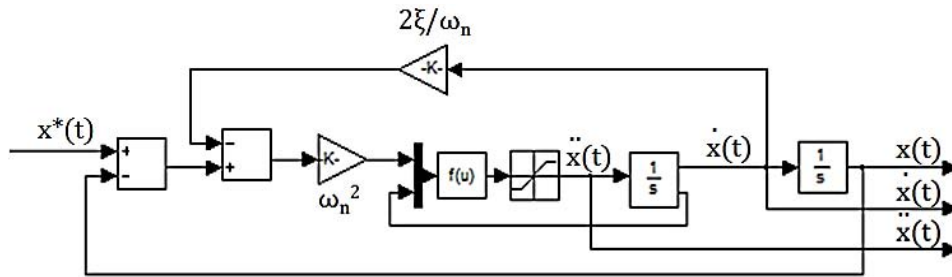 2ξ/ωₙ
-K-
x*(t)
+
−
−
+
K-
ωₙ²
f(u)
ẍ(t)
1
s
ẋ(t)
1
s
x(t)
ẋ(t)
ẍ(t)